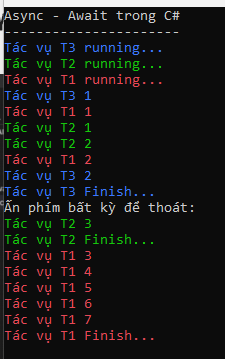 Async - Await trong C#
----------------------
Tác vụ T3 running...
Tác vụ T2 running...
Tác vụ T1 running...
Tác vụ T3 1
Tác vụ T1 1
Tác vụ T2 1
Tác vụ T2 2
Tác vụ T1 2
Tác vụ T3 2
Tác vụ T3 Finish...
Ấn phím bất kỳ để thoát:
Tác vụ T2 3
Tác vụ T2 Finish...
Tác vụ T1 3
Tác vụ T1 4
Tác vụ T1 5
Tác vụ T1 6
Tác vụ T1 7
Tác vụ T1 Finish...